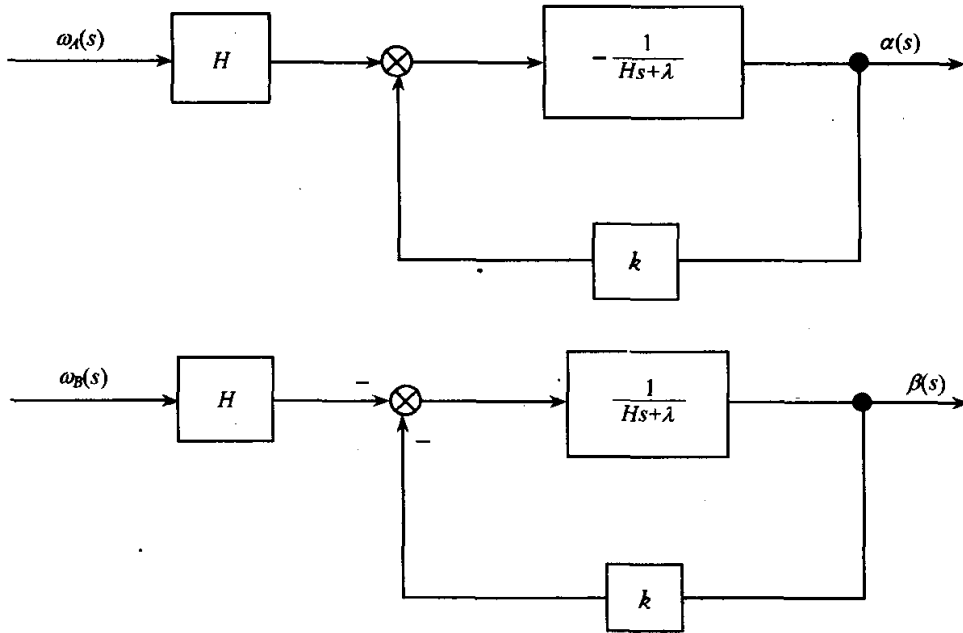 ω_A(s)
H
- 1/(Hs+λ)
α(s)
k
ω_B(s)
H
−
−
1/(Hs+λ)
β(s)
k